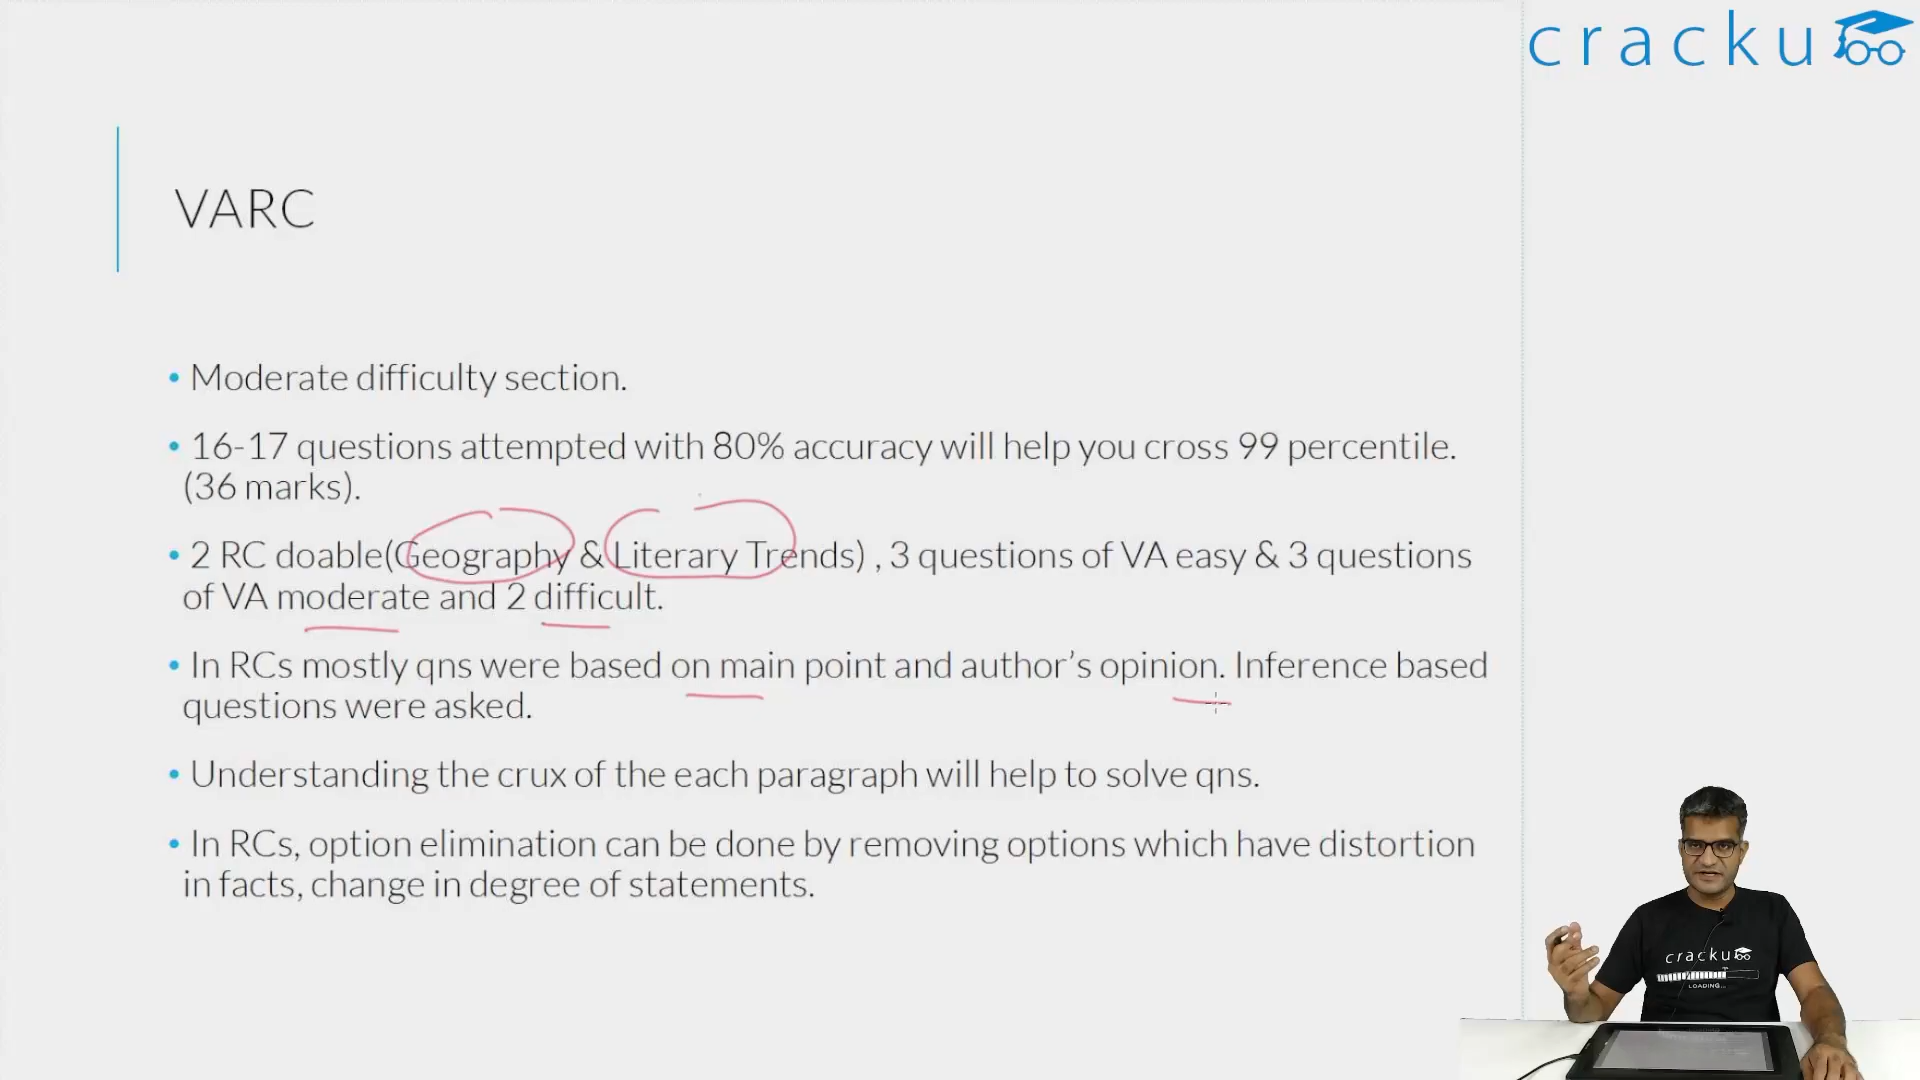 cracku
VARC
• Moderate difficulty section.
• 16-17 questions attempted with 80% accuracy will help you cross 99 percentile.
(36 marks).
• 2 RC doable(Geography & Literary Trends) , 3 questions of VA easy & 3 questions
of VA moderate and 2 difficult.
• In RCs mostly qns were based on main point and author’s opinion. Inference based
questions were asked.
• Understanding the crux of the each paragraph will help to solve qns.
• In RCs, option elimination can be done by removing options which have distortion
in facts, change in degree of statements.
cracku
LOADING...